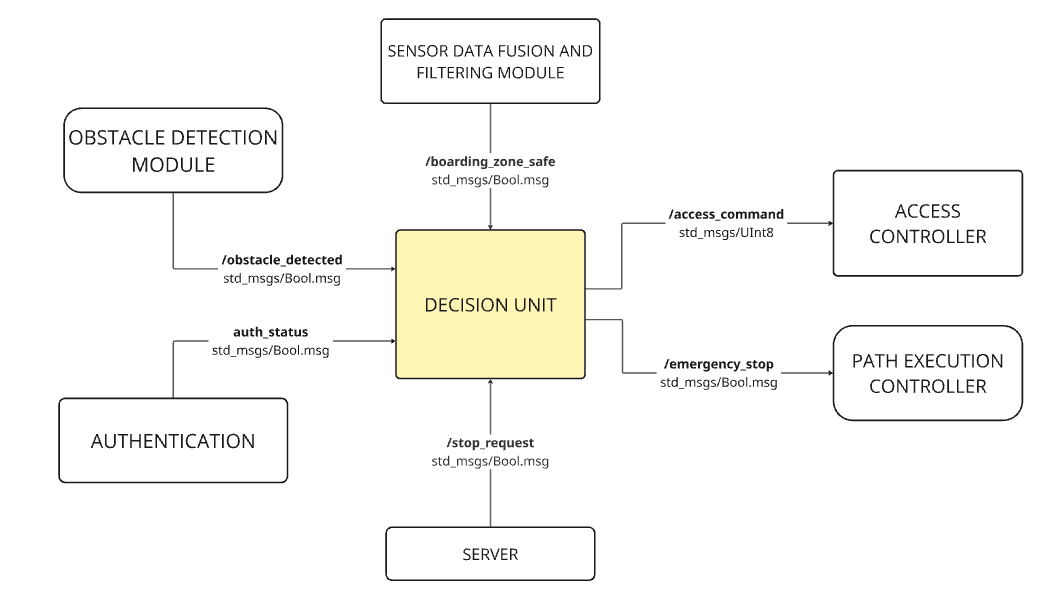 SENSOR DATA FUSION AND
FILTERING MODULE
OBSTACLE DETECTION
MODULE
/boarding_zone_safe
std_msgs/Bool.msg
/access_command
std_msgs/UInt8
ACCESS
CONTROLLER
/obstacle_detected
std_msgs/Bool.msg
DECISION UNIT
auth_status
std_msgs/Bool.msg
/emergency_stop
std_msgs/Bool.msg
PATH EXECUTION
CONTROLLER
AUTHENTICATION
/stop_request
std_msgs/Bool.msg
SERVER